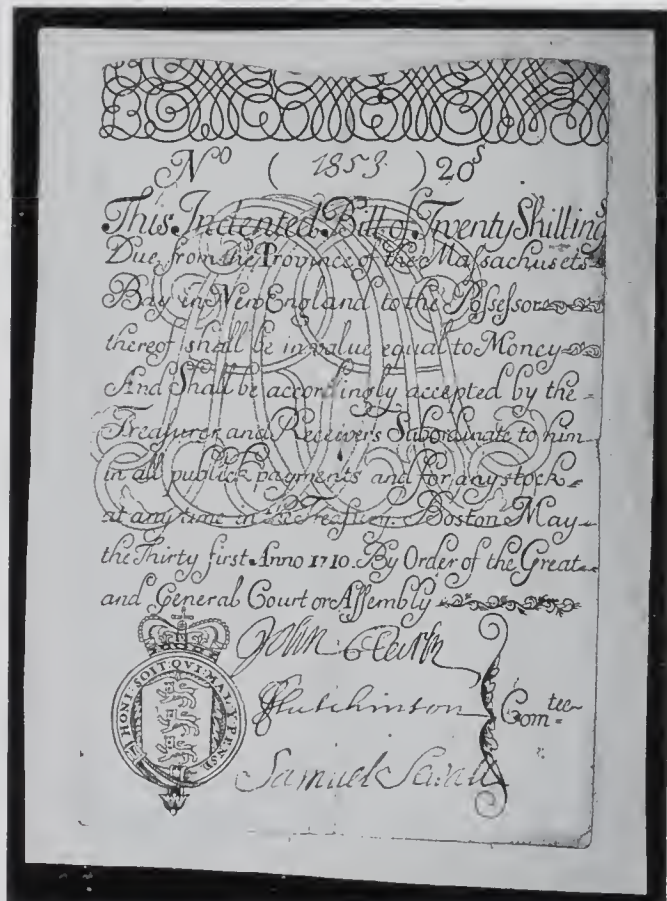 No ( 1853 ) 20s
This Indented Bill of Twenty Shillings
Due from the Province of the Massachusets
Bay in New England to the Possessor
thereof shall be in value equal to Money
And Shall be accordingly accepted by the
Treasurer and Receivers Subordinate to him
in all publick payments and for any stock
at any time in the Treasury. Boston May
the Thirty first Anno 1710. By Order of the Great
and General Court or Assembly
John
Hutchinson Comtee
Samuel Sewall
HONI SOIT QVI MAL Y PENSE